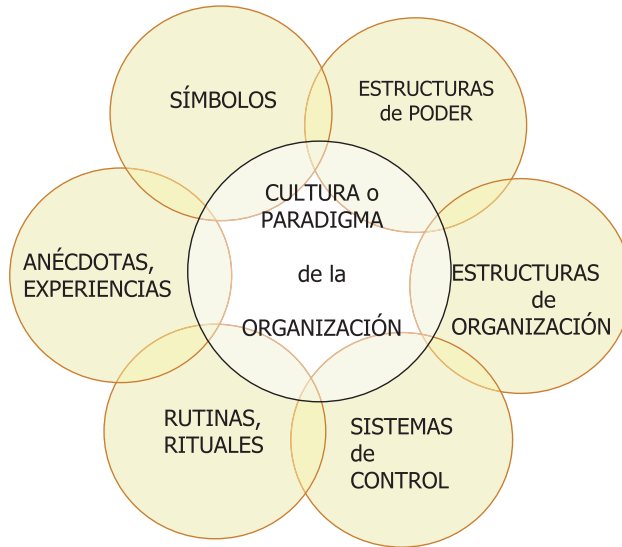 SÍMBOLOS
ESTRUCTURAS
de PODER
CULTURA o
PARADIGMA
de la
ORGANIZACIÓN
ANÉCDOTAS,
EXPERIENCIAS
ESTRUCTURAS
de
ORGANIZACIÓN
RUTINAS,
RITUALES
SISTEMAS
de
CONTROL